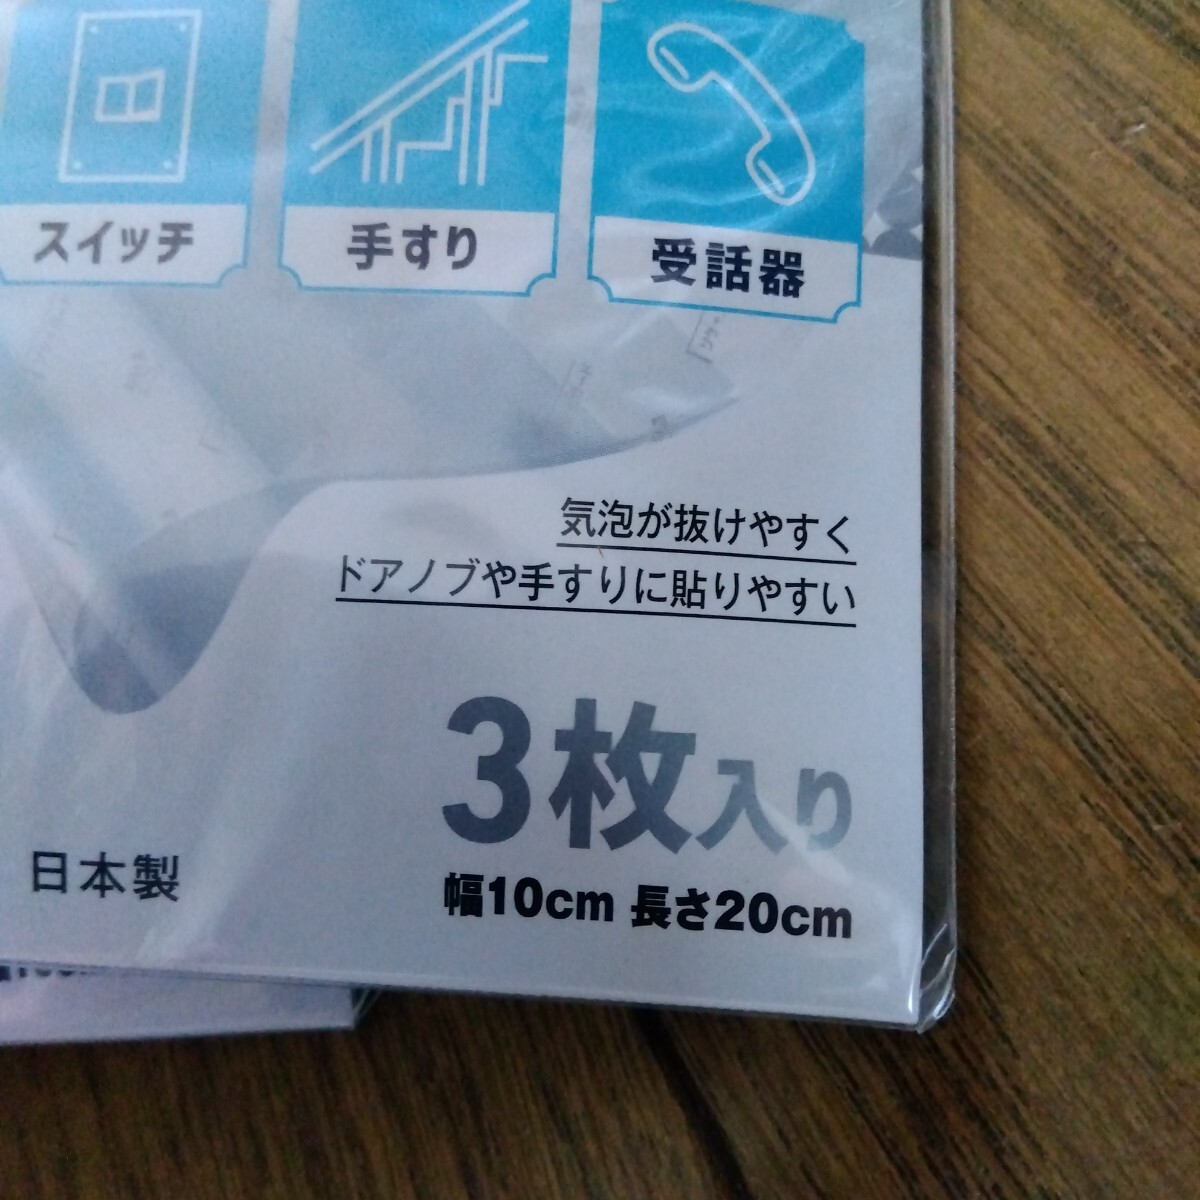 スイッチ
手すり
受話器
気泡が抜けやすく
ドアノブや手すりに貼りやすい
3枚入り
日本製
幅10cm 長さ20cm